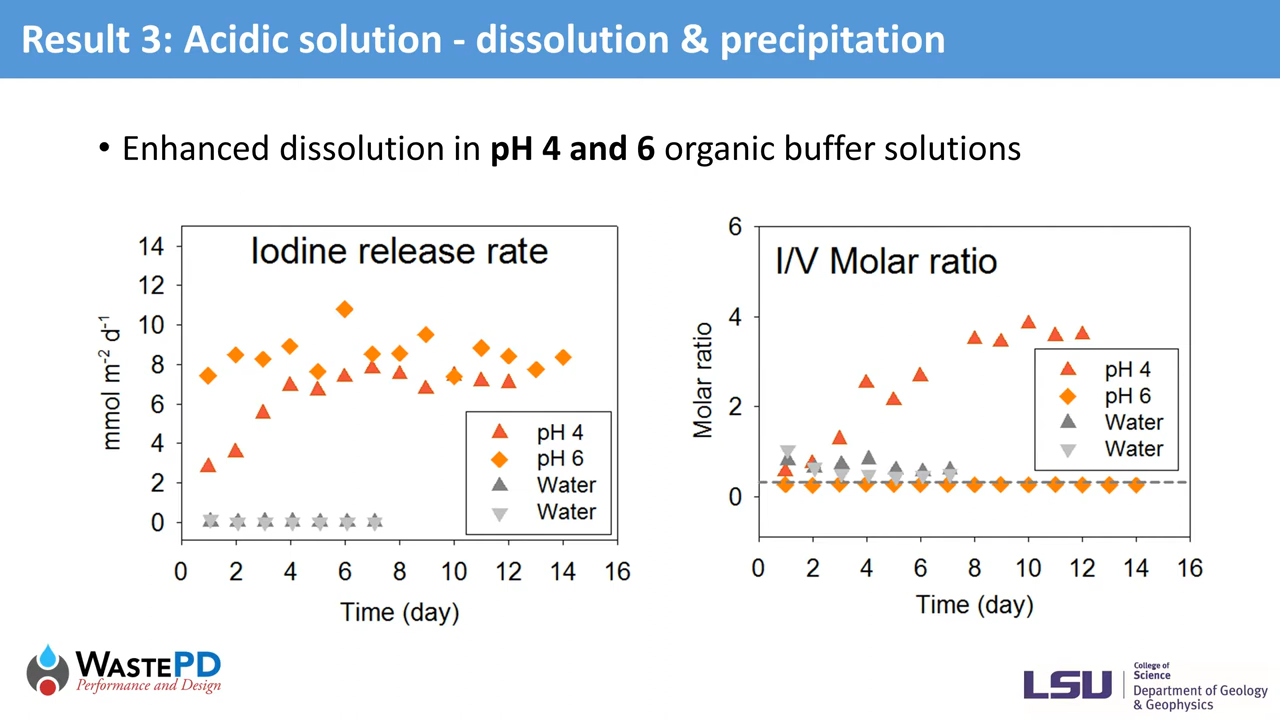 Result 3: Acidic solution - dissolution & precipitation
• Enhanced dissolution in pH 4 and 6 organic buffer solutions
Iodine release rate
mmol m-2 d-1
14
12
10
8
6
4
2
0
0 2 4 6 8 10 12 14 16
Time (day)
pH 4
pH 6
Water
Water
I/V Molar ratio
Molar ratio
6
4
2
0
0 2 4 6 8 10 12 14 16
Time (day)
pH 4
pH 6
Water
Water
WASTEPD
Performance and Design
LSU
College of
Science
Department of Geology
& Geophysics